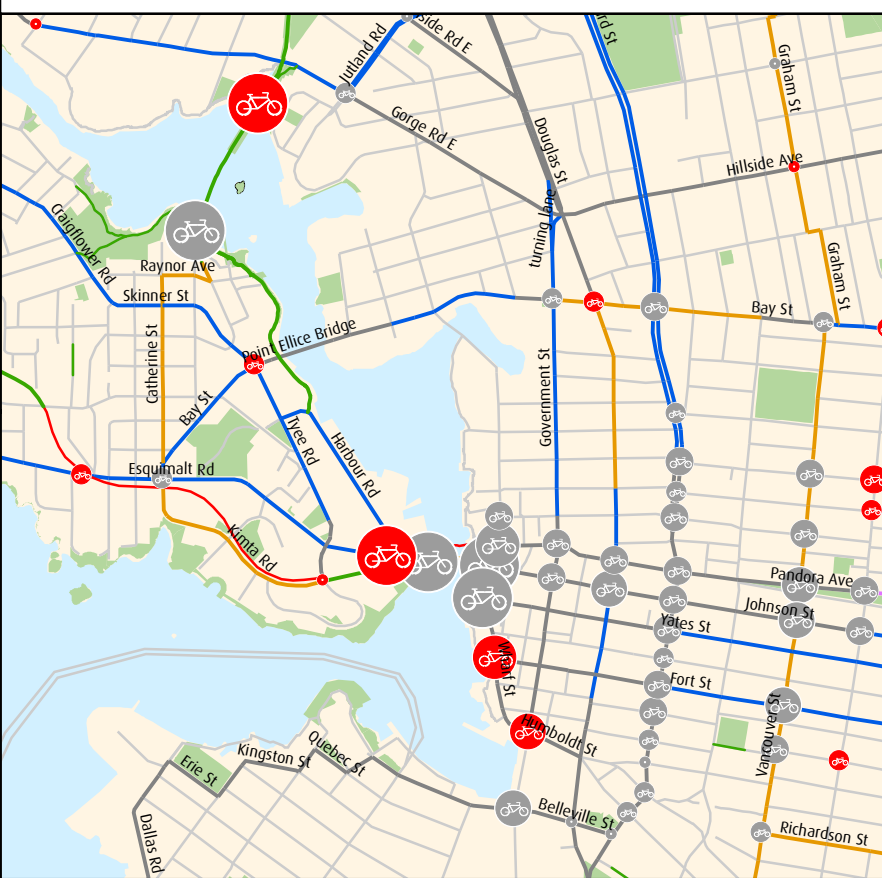 rd St
side Rd E
Jutland Rd
Graham St
Gorge Rd E
Douglas St
Hillside Ave
turning lane
Craigflower Rd
Raynor Ave
Graham St
Skinner St
Bay St
Point Ellice Bridge
Catherine St
Government St
Bay St
Tyee Rd
Harbour Rd
Esquimalt Rd
Kimta Rd
Pandora Ave
Johnson St
Yates St
Wharf St
Fort St
Vancouver St
Humboldt St
Quebec St
Kingston St
Erie St
Belleville St
Dallas Rd
Richardson St